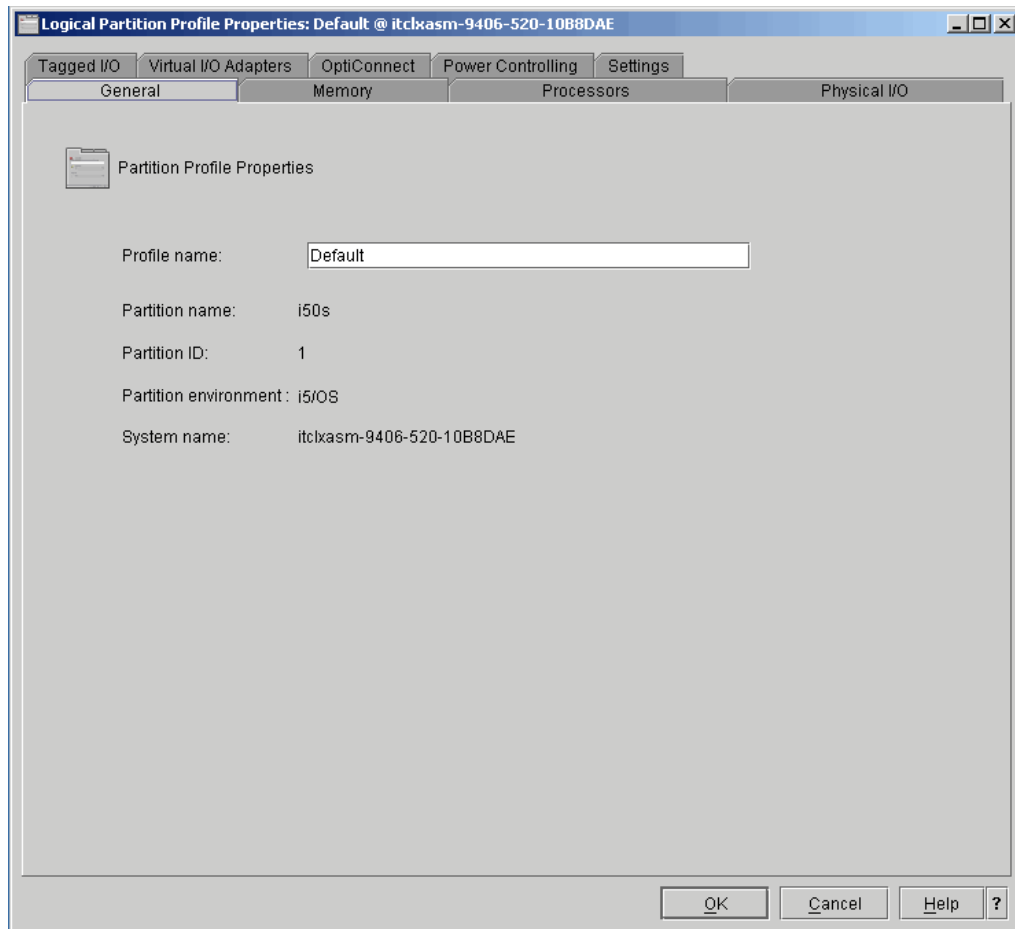 Logical Partition Profile Properties: Default @ itclxasm-9406-520-10B8DAE
Tagged I/O Virtual I/O Adapters OptiConnect Power Controlling Settings
General Memory Processors Physical I/O
Partition Profile Properties
Profile name: Default
Partition name: i50s
Partition ID: 1
Partition environment : i5/OS
System name: itclxasm-9406-520-10B8DAE
OK Cancel Help ?